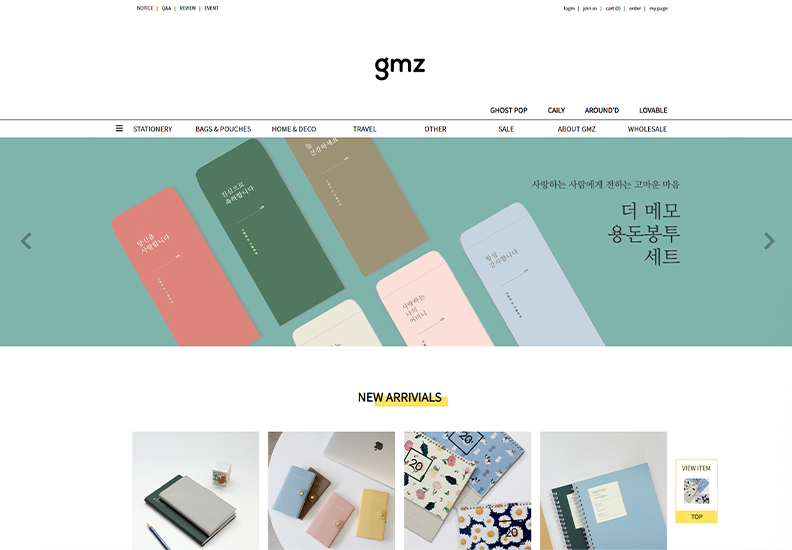 NOTICE | Q&A | REVIEW | EVENT
login | join us | cart (0) | order | my page
gmz
GHOST POP CAILY AROUND'D LOVABLE
STATIONERY BAGS & POUCHES HOME & DECO TRAVEL OTHER SALE ABOUT GMZ WHOLESALE
사랑하는 사람에게 전하는 고마운 마음
더 메모
용돈봉투
세트
늘
건강하세요
진심으로
축하합니다
당신을
사랑합니다
항상
감사합니다
사랑하는
나의
어머니
NEW ARRIVIALS
20
20
20
VIEW ITEM
TOP